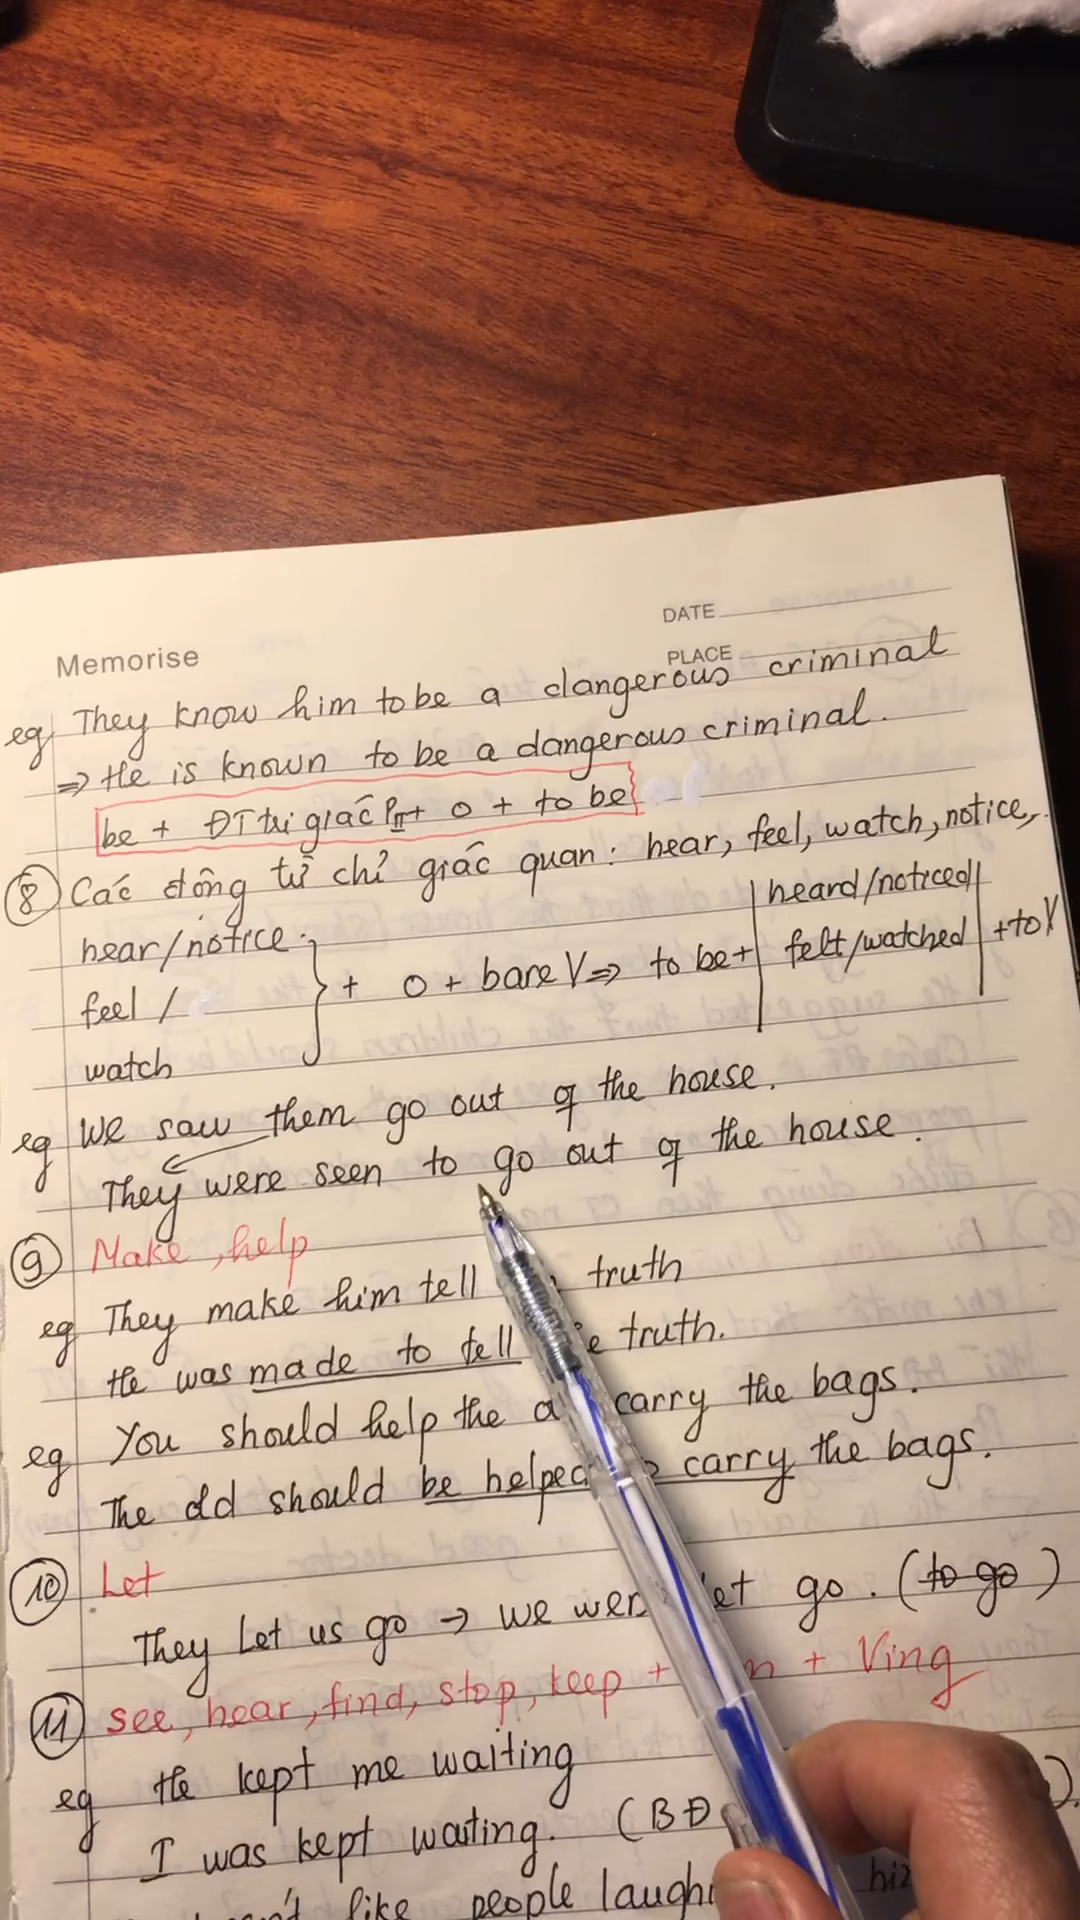 Memorise
DATE
PLACE
eg They know him to be a dangerous criminal
⇒ He is known to be a dangerous criminal.
be + ĐT tri giác PII + O + to be
⑧ Các động từ chỉ giác quan: hear, feel, watch, notice,
hear/notice heard/noticed
feel / + O + bare V ⇒ to be + felt/watched + to V
watch
eg We saw them go out of the house.
They were seen to go out of the house.
⑨ Make, help
eg They make him tell truth
He was made to tell truth.
eg You should help the carry the bags.
The old should be helped carry the bags.
⑩ Let
They let us go → we were let go. (to go)
⑪ see, hear, find, stop, keep + + Ving
eg He kept me waiting
I was kept waiting. (BĐ
like people